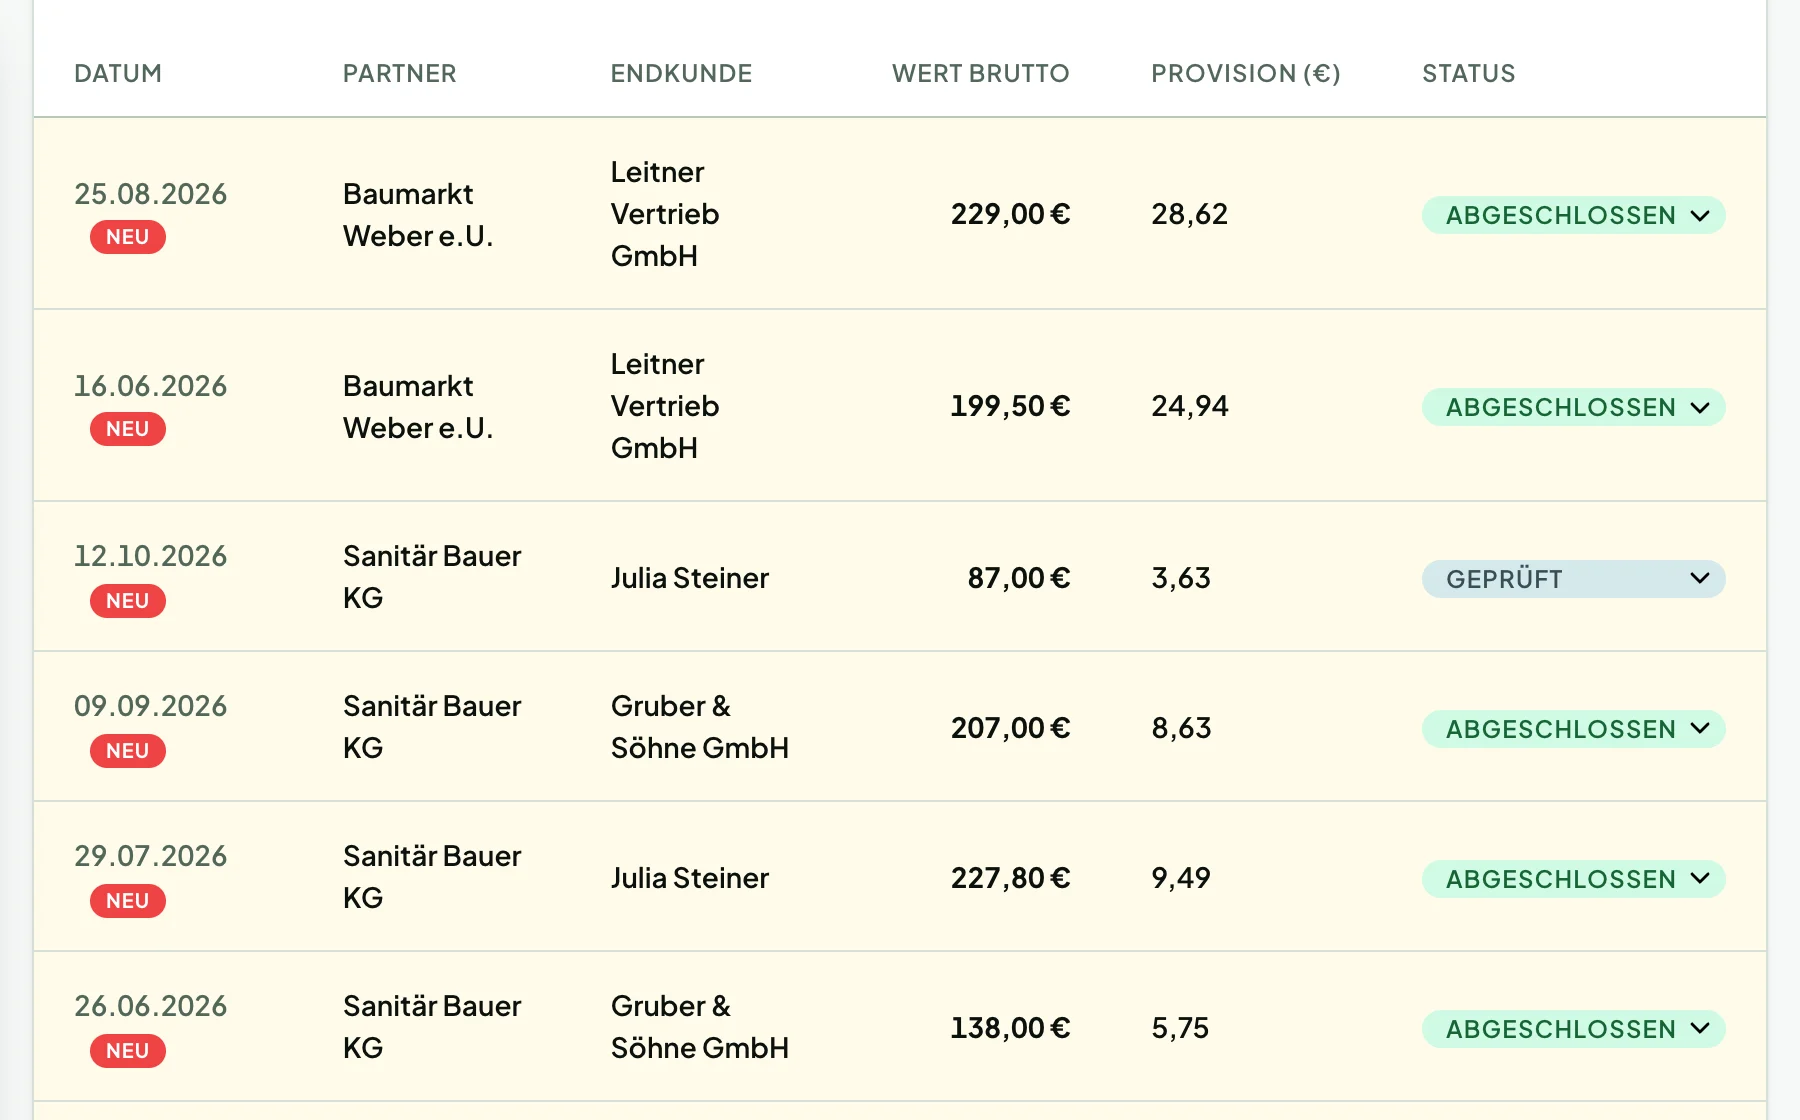 DATUM PARTNER ENDKUNDE WERT BRUTTO PROVISION (€) STATUS
25.08.2026
NEU
Baumarkt
Weber e.U.
Leitner
Vertrieb
GmbH
229,00 €
28,62
ABGESCHLOSSEN
16.06.2026
NEU
Baumarkt
Weber e.U.
Leitner
Vertrieb
GmbH
199,50 €
24,94
ABGESCHLOSSEN
12.10.2026
NEU
Sanitär Bauer
KG
Julia Steiner
87,00 €
3,63
GEPRÜFT
09.09.2026
NEU
Sanitär Bauer
KG
Gruber &
Söhne GmbH
207,00 €
8,63
ABGESCHLOSSEN
29.07.2026
NEU
Sanitär Bauer
KG
Julia Steiner
227,80 €
9,49
ABGESCHLOSSEN
26.06.2026
NEU
Sanitär Bauer
KG
Gruber &
Söhne GmbH
138,00 €
5,75
ABGESCHLOSSEN